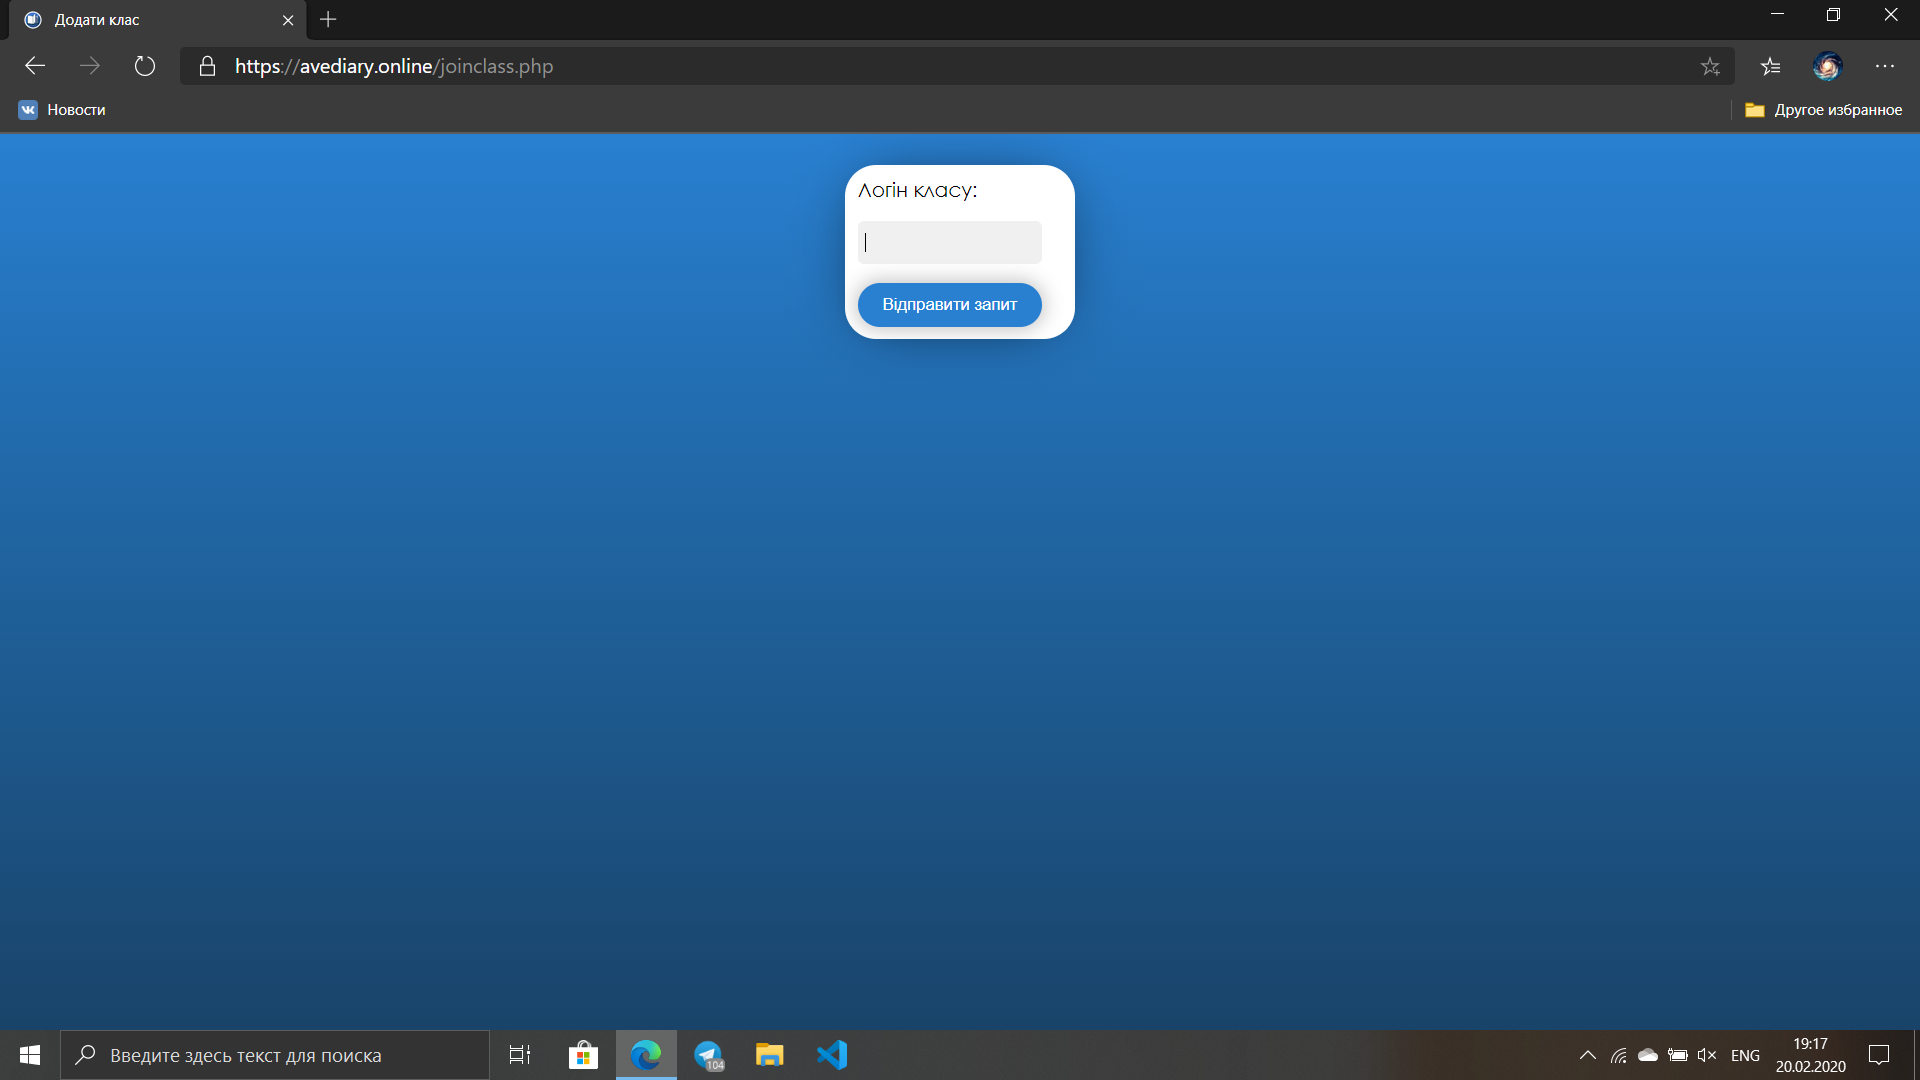 Додати клас
https://avediary.online/joinclass.php
Новости
Другое избранное
Логін класу:
Відправити запит
Введите здесь текст для поиска
104
ENG
19:17
20.02.2020